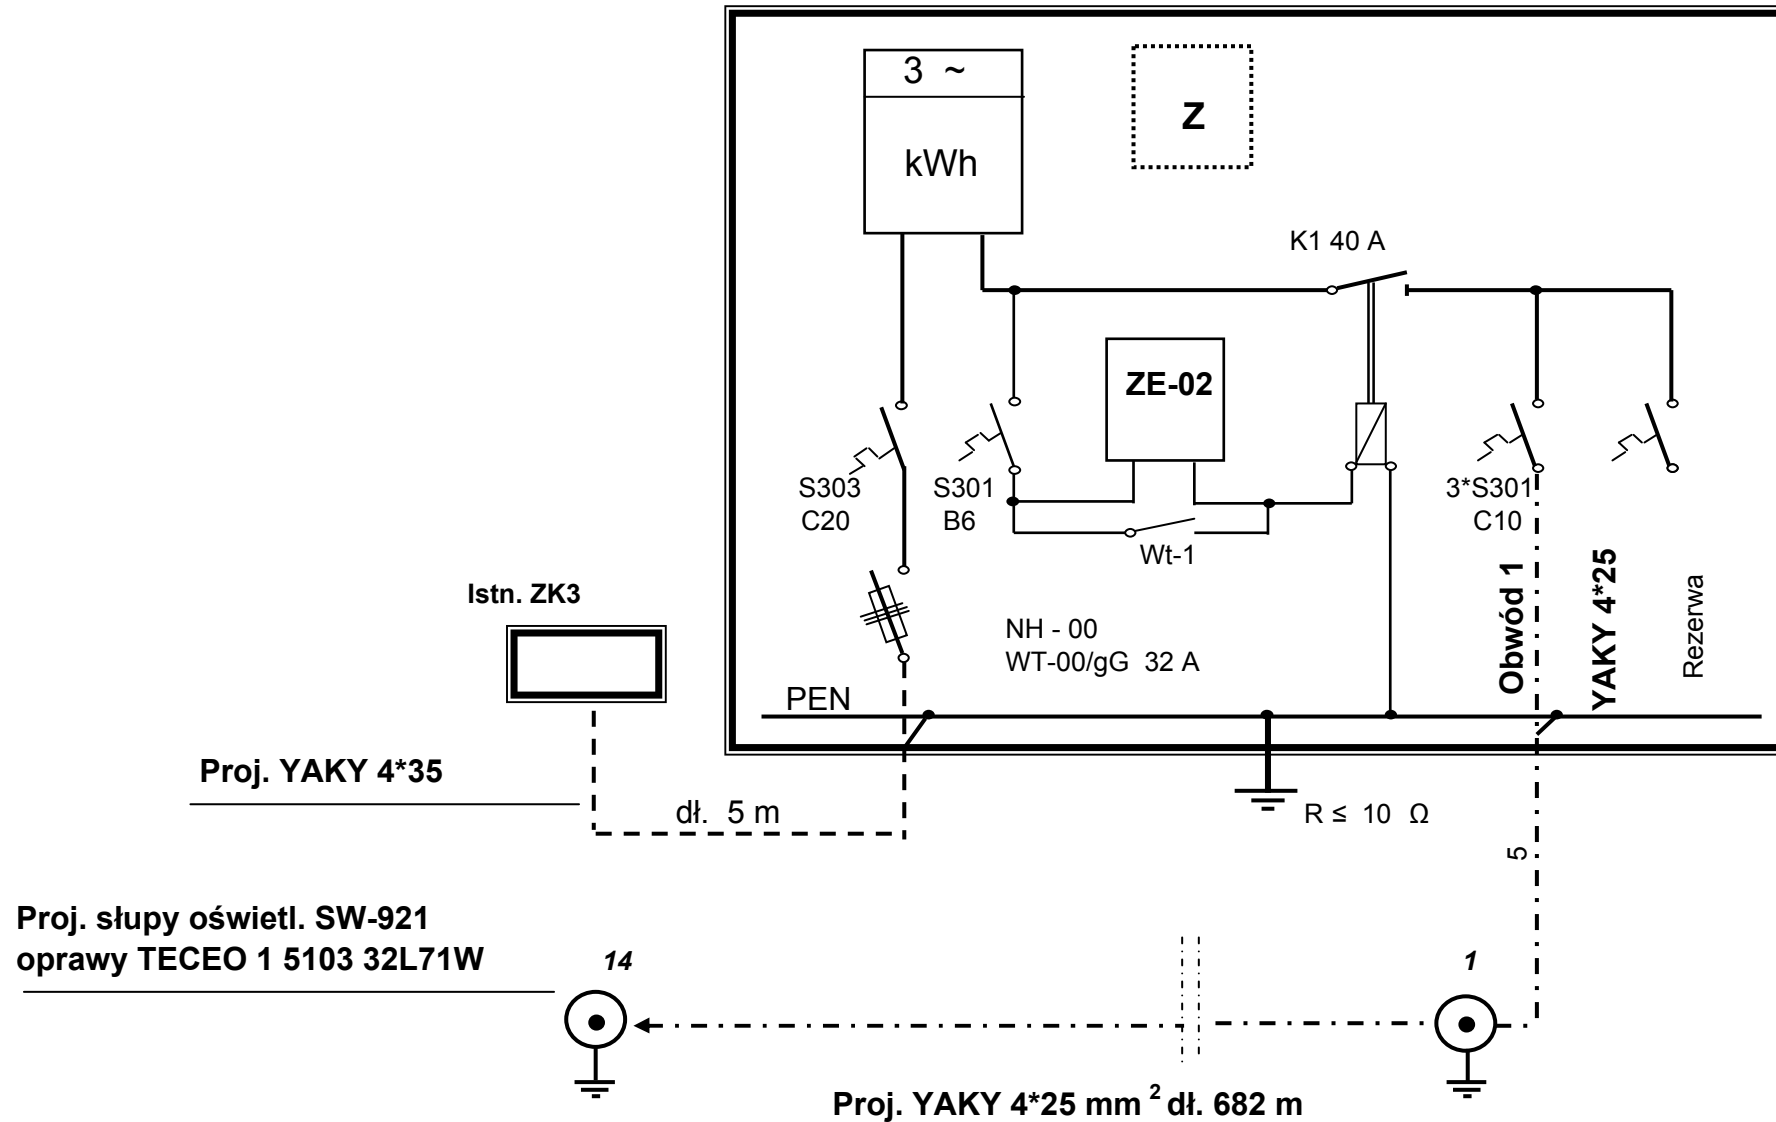 3 ~
kWh
Z
K1 40 A
ZE-02
S303
C20
S301
B6
Wt-1
3*S301
C10
Obwód 1
YAKY 4*25
Rezerwa
Istn. ZK3
NH - 00
WT-00/gG 32 A
PEN
Proj. YAKY 4*35
dł. 5 m
R ≤ 10 Ω
5
Proj. słupy oświetl. SW-921
oprawy TECEO 1 5103 32L71W
14
1
Proj. YAKY 4*25 mm ² dł. 682 m